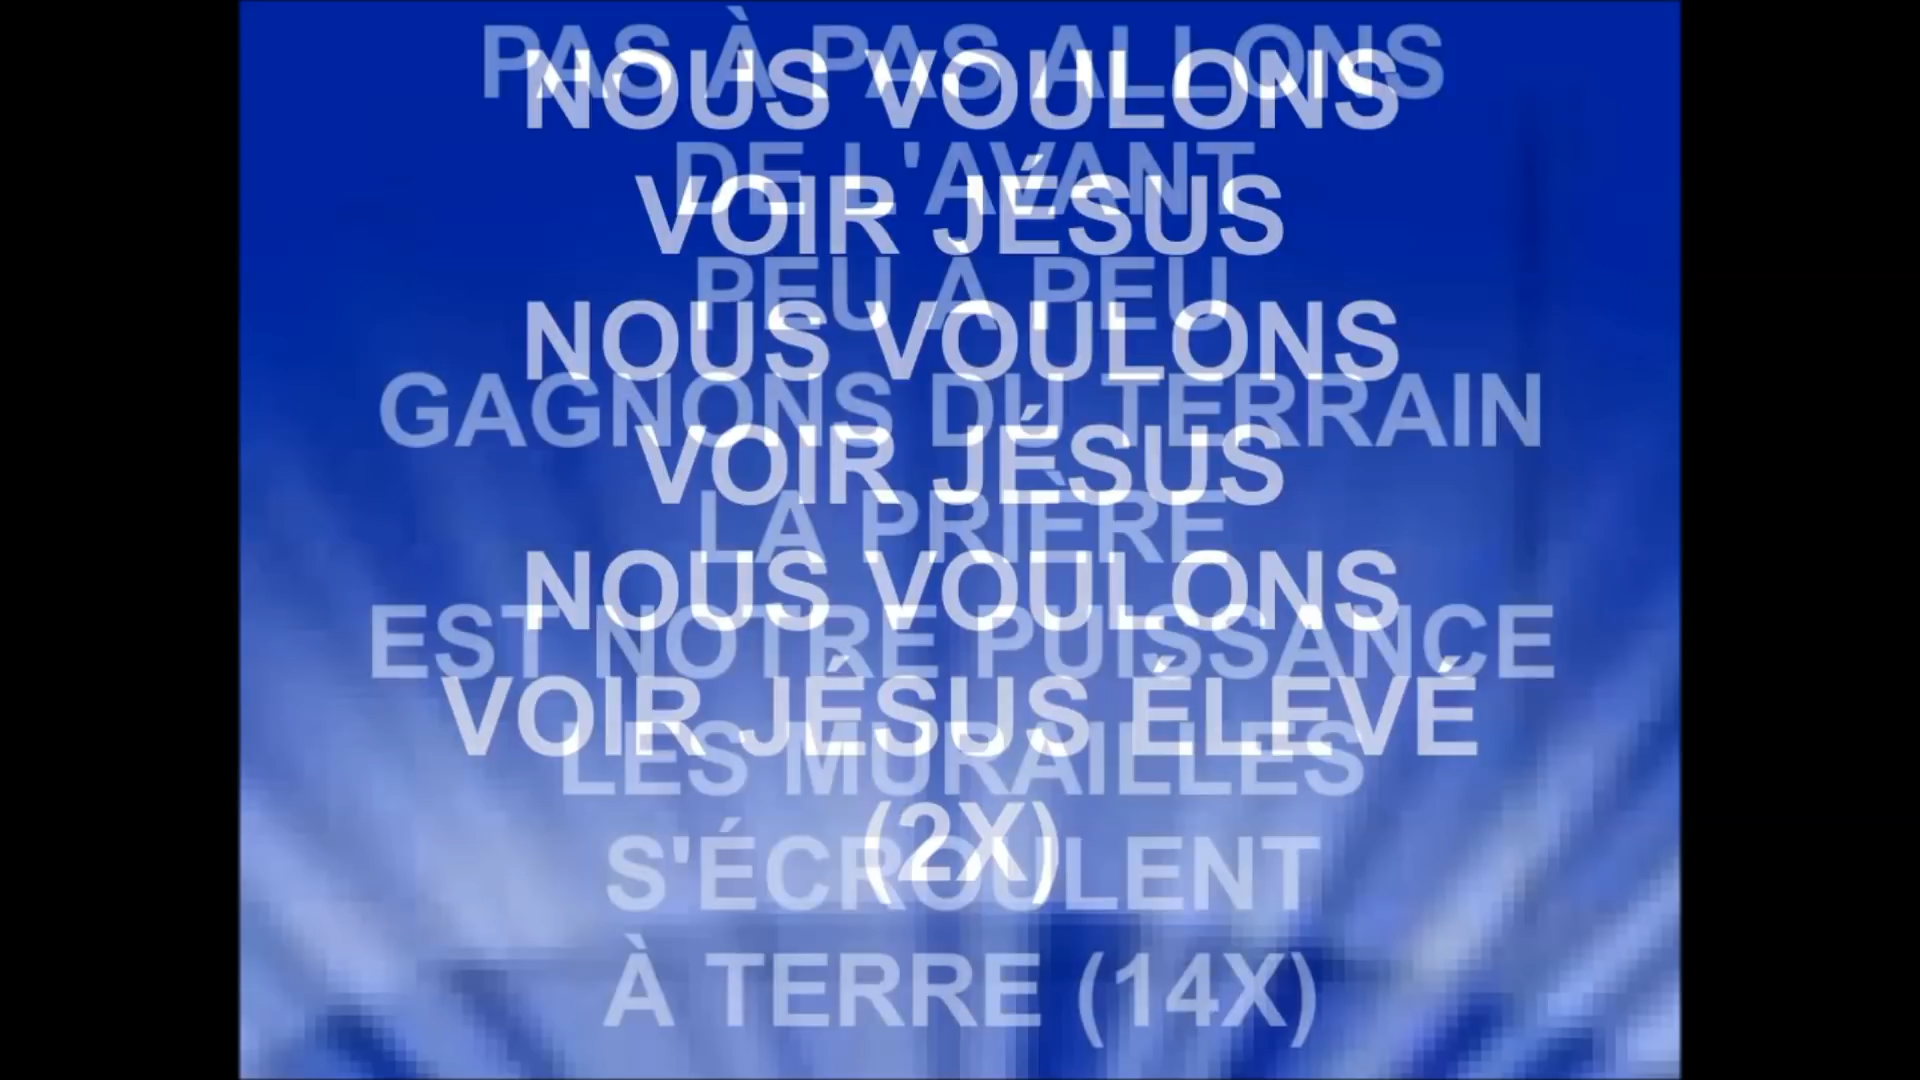 PAS À PAS ALLONS
NOUS VOULONS
DE L'AVANT
VOIR JÉSUS
PEU À PEU
NOUS VOULONS
GAGNONS DU TERRAIN
VOIR JÉSUS
LA PRIÈRE
NOUS VOULONS
EST NOTRE PUISSANCE
VOIR JÉSUS ÉLEVÉ
LES MURAILLES
(2X)
S'ÉCROULENT
À TERRE (14X)